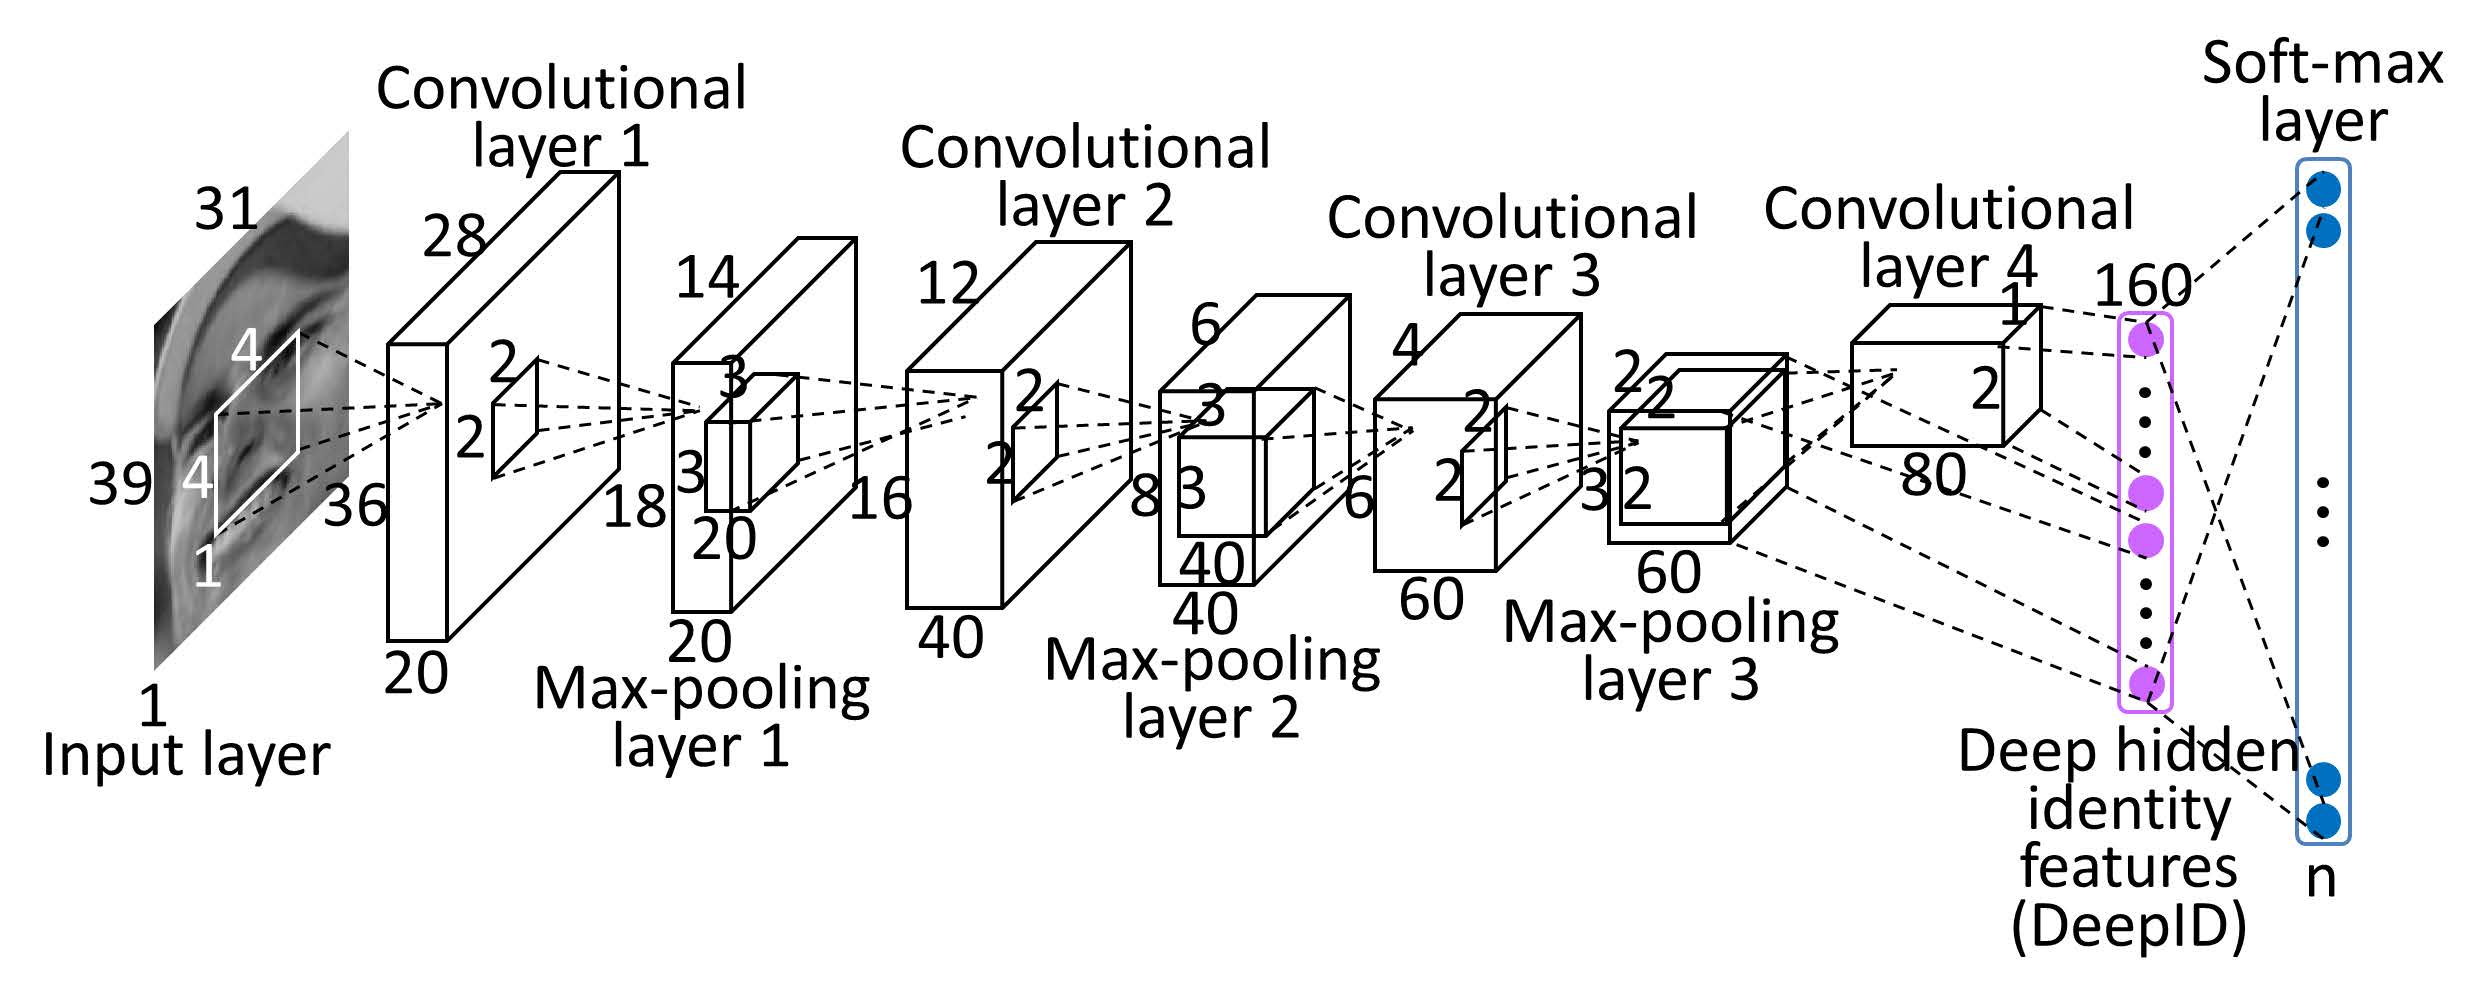 Soft-max
layer
Convolutional
layer 1
Convolutional
layer 2
Convolutional
layer 3
Convolutional
layer 4
31
39
4
4
1
1
Input layer
28
36
20
2
2
14
18
20
3
3
20
Max-pooling
layer 1
12
16
40
2
2
6
8
40
3
3
40
Max-pooling
layer 2
4
6
60
2
2
2
3
60
2
2
Max-pooling
layer 3
1
2
80
160
Deep hidden
identity
features
(DeepID)
n